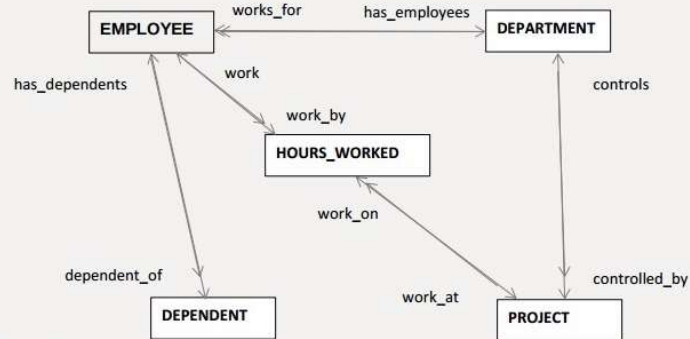 works_for has_employees
EMPLOYEE DEPARTMENT
has_dependents work controls
work_by
HOURS_WORKED
work_on
dependent_of controlled_by
work_at
DEPENDENT PROJECT